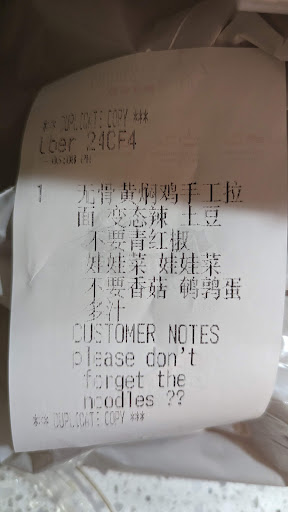 ** DUPLICATE COPY ***
Uber 24CF4
1 无骨黄焖鸡手工拉
面 变态辣 土豆
不要青红椒
娃娃菜 娃娃菜
不要香菇 鹌鹑蛋
多汁
CUSTOMER NOTES
please don't
forget the
noodles ??
** DUPLICATE COPY ***